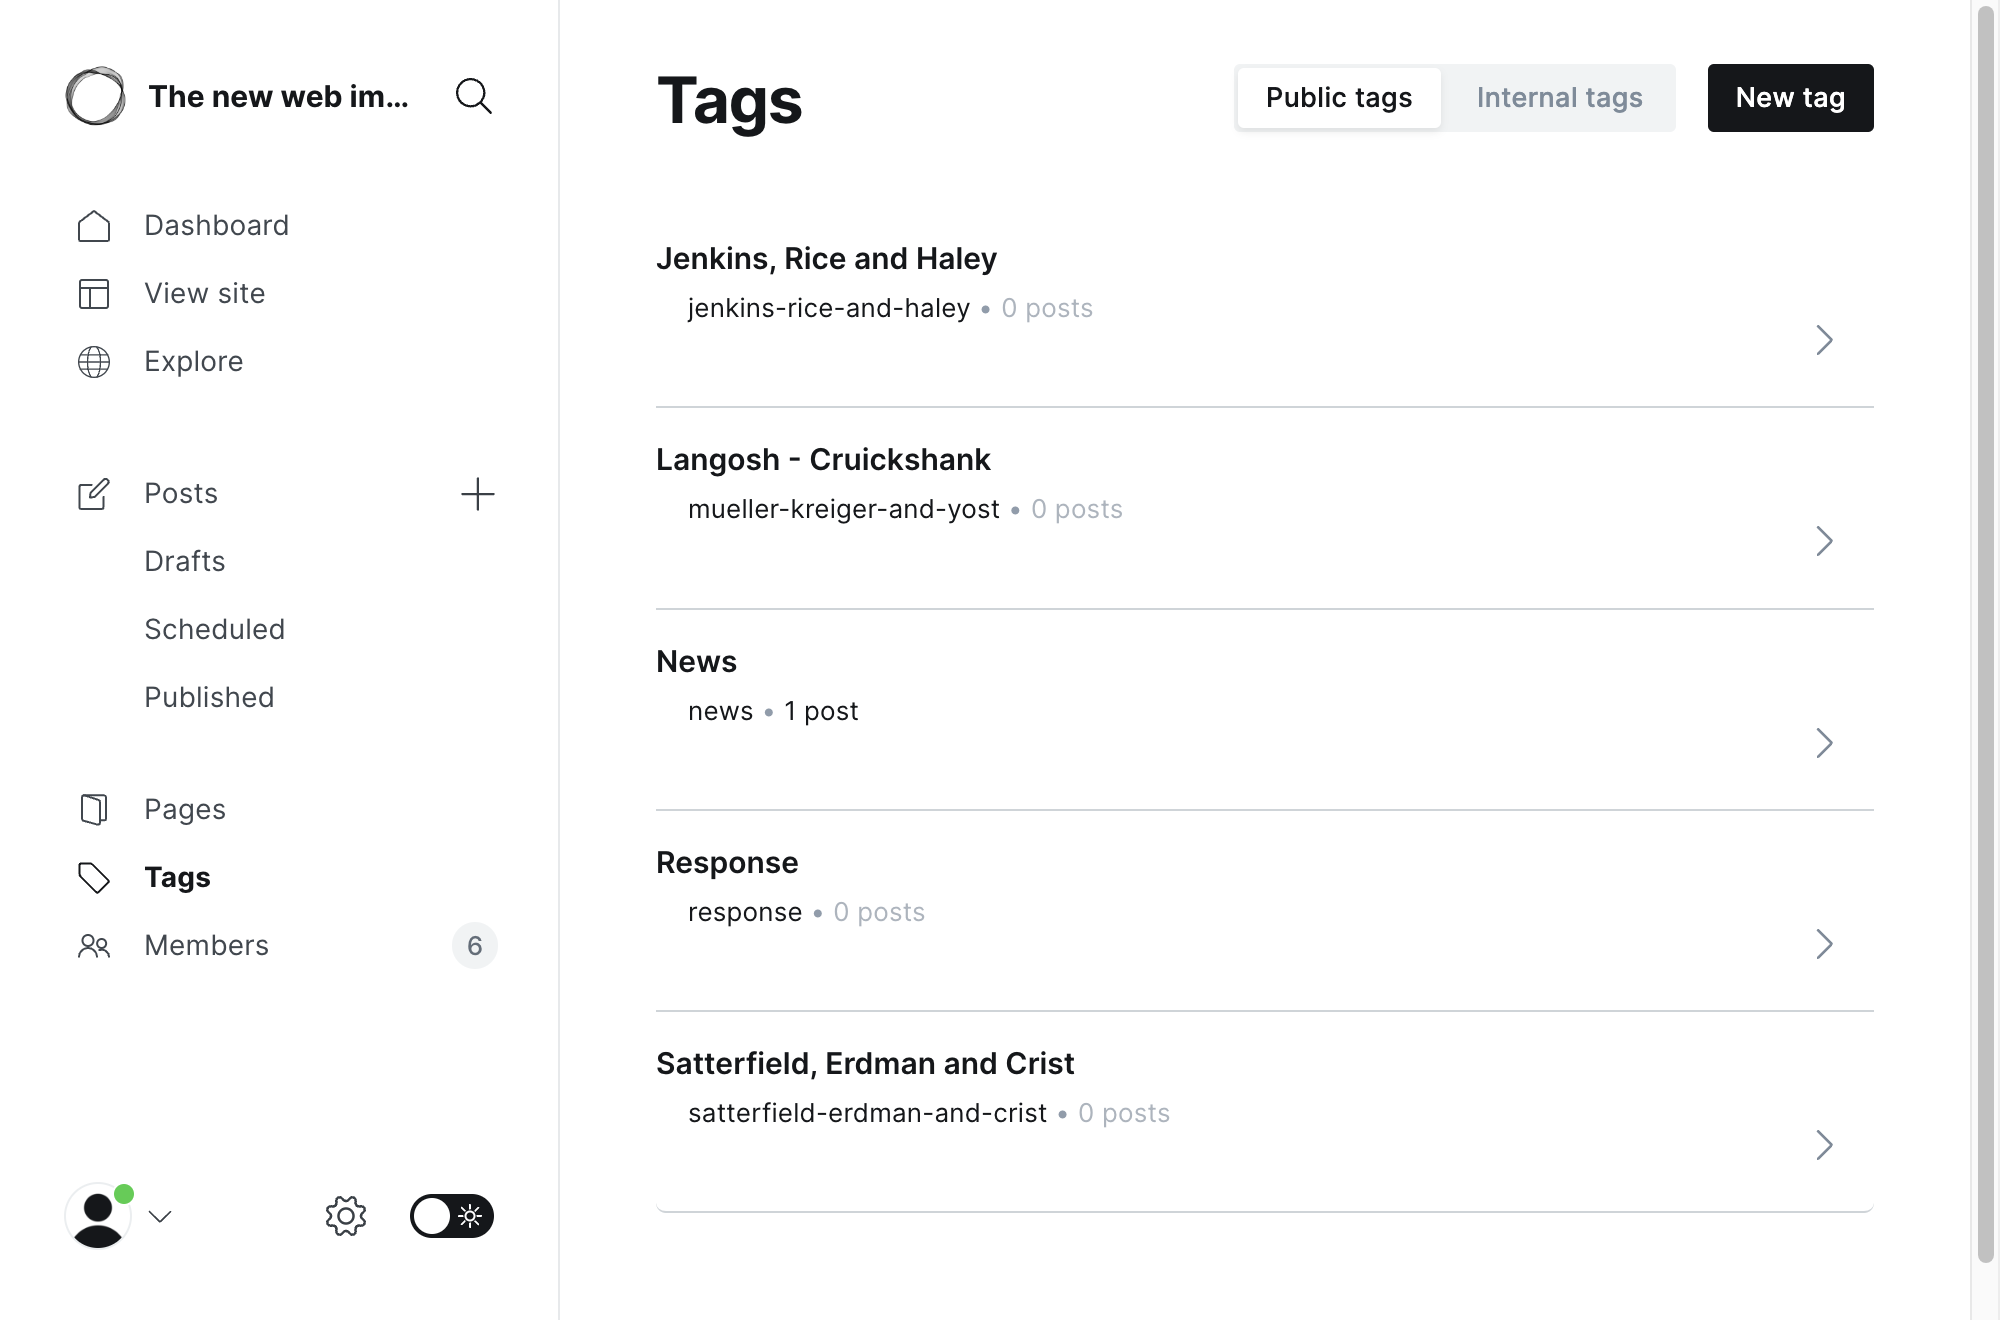 The new web im...
Dashboard
View site
Explore
Posts
Drafts
Scheduled
Published
Pages
Tags
Members 6
Tags
Public tags Internal tags New tag
Jenkins, Rice and Haley
jenkins-rice-and-haley • 0 posts
Langosh - Cruickshank
mueller-kreiger-and-yost • 0 posts
News
news • 1 post
Response
response • 0 posts
Satterfield, Erdman and Crist
satterfield-erdman-and-crist • 0 posts